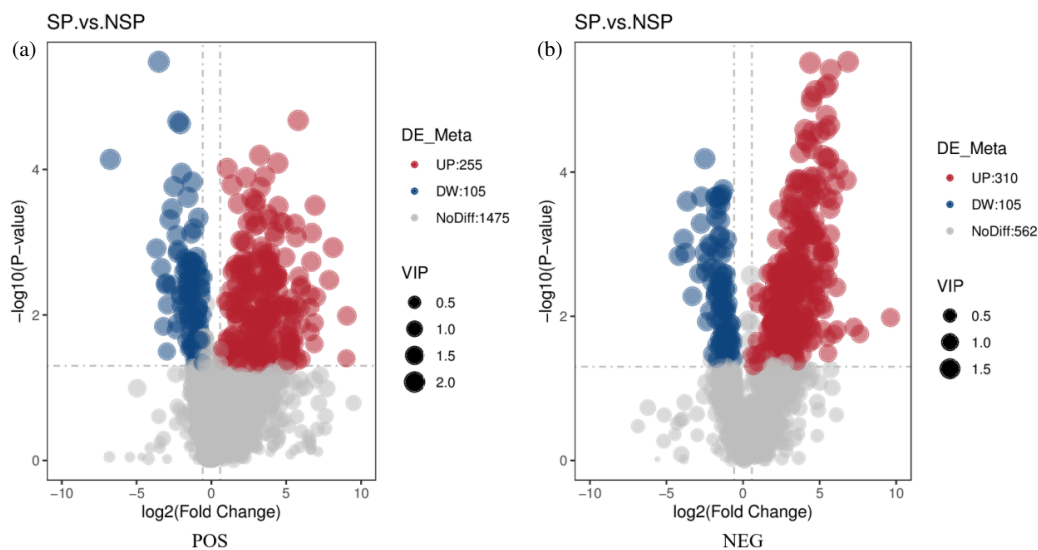 SP.vs.NSP
(a)
−log10(P−value)
4
2
0
−10
−5
0
5
10
log2(Fold Change)
POS
DE_Meta
UP:255
DW:105
NoDiff:1475
VIP
0.5
1.0
1.5
2.0
SP.vs.NSP
(b)
−log10(P−value)
4
2
0
−10
−5
0
5
10
log2(Fold Change)
NEG
DE_Meta
UP:310
DW:105
NoDiff:562
VIP
0.5
1.0
1.5